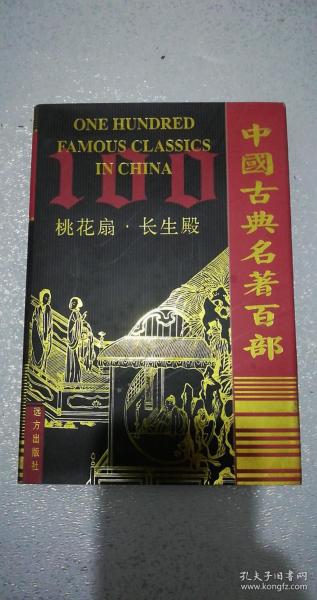 ONE HUNDRED
FAMOUS CLASSICS
IN CHINA
100
桃花扇·长生殿
中國古典名著百部
远方出版社
孔夫子旧书网
www.kongfz.com